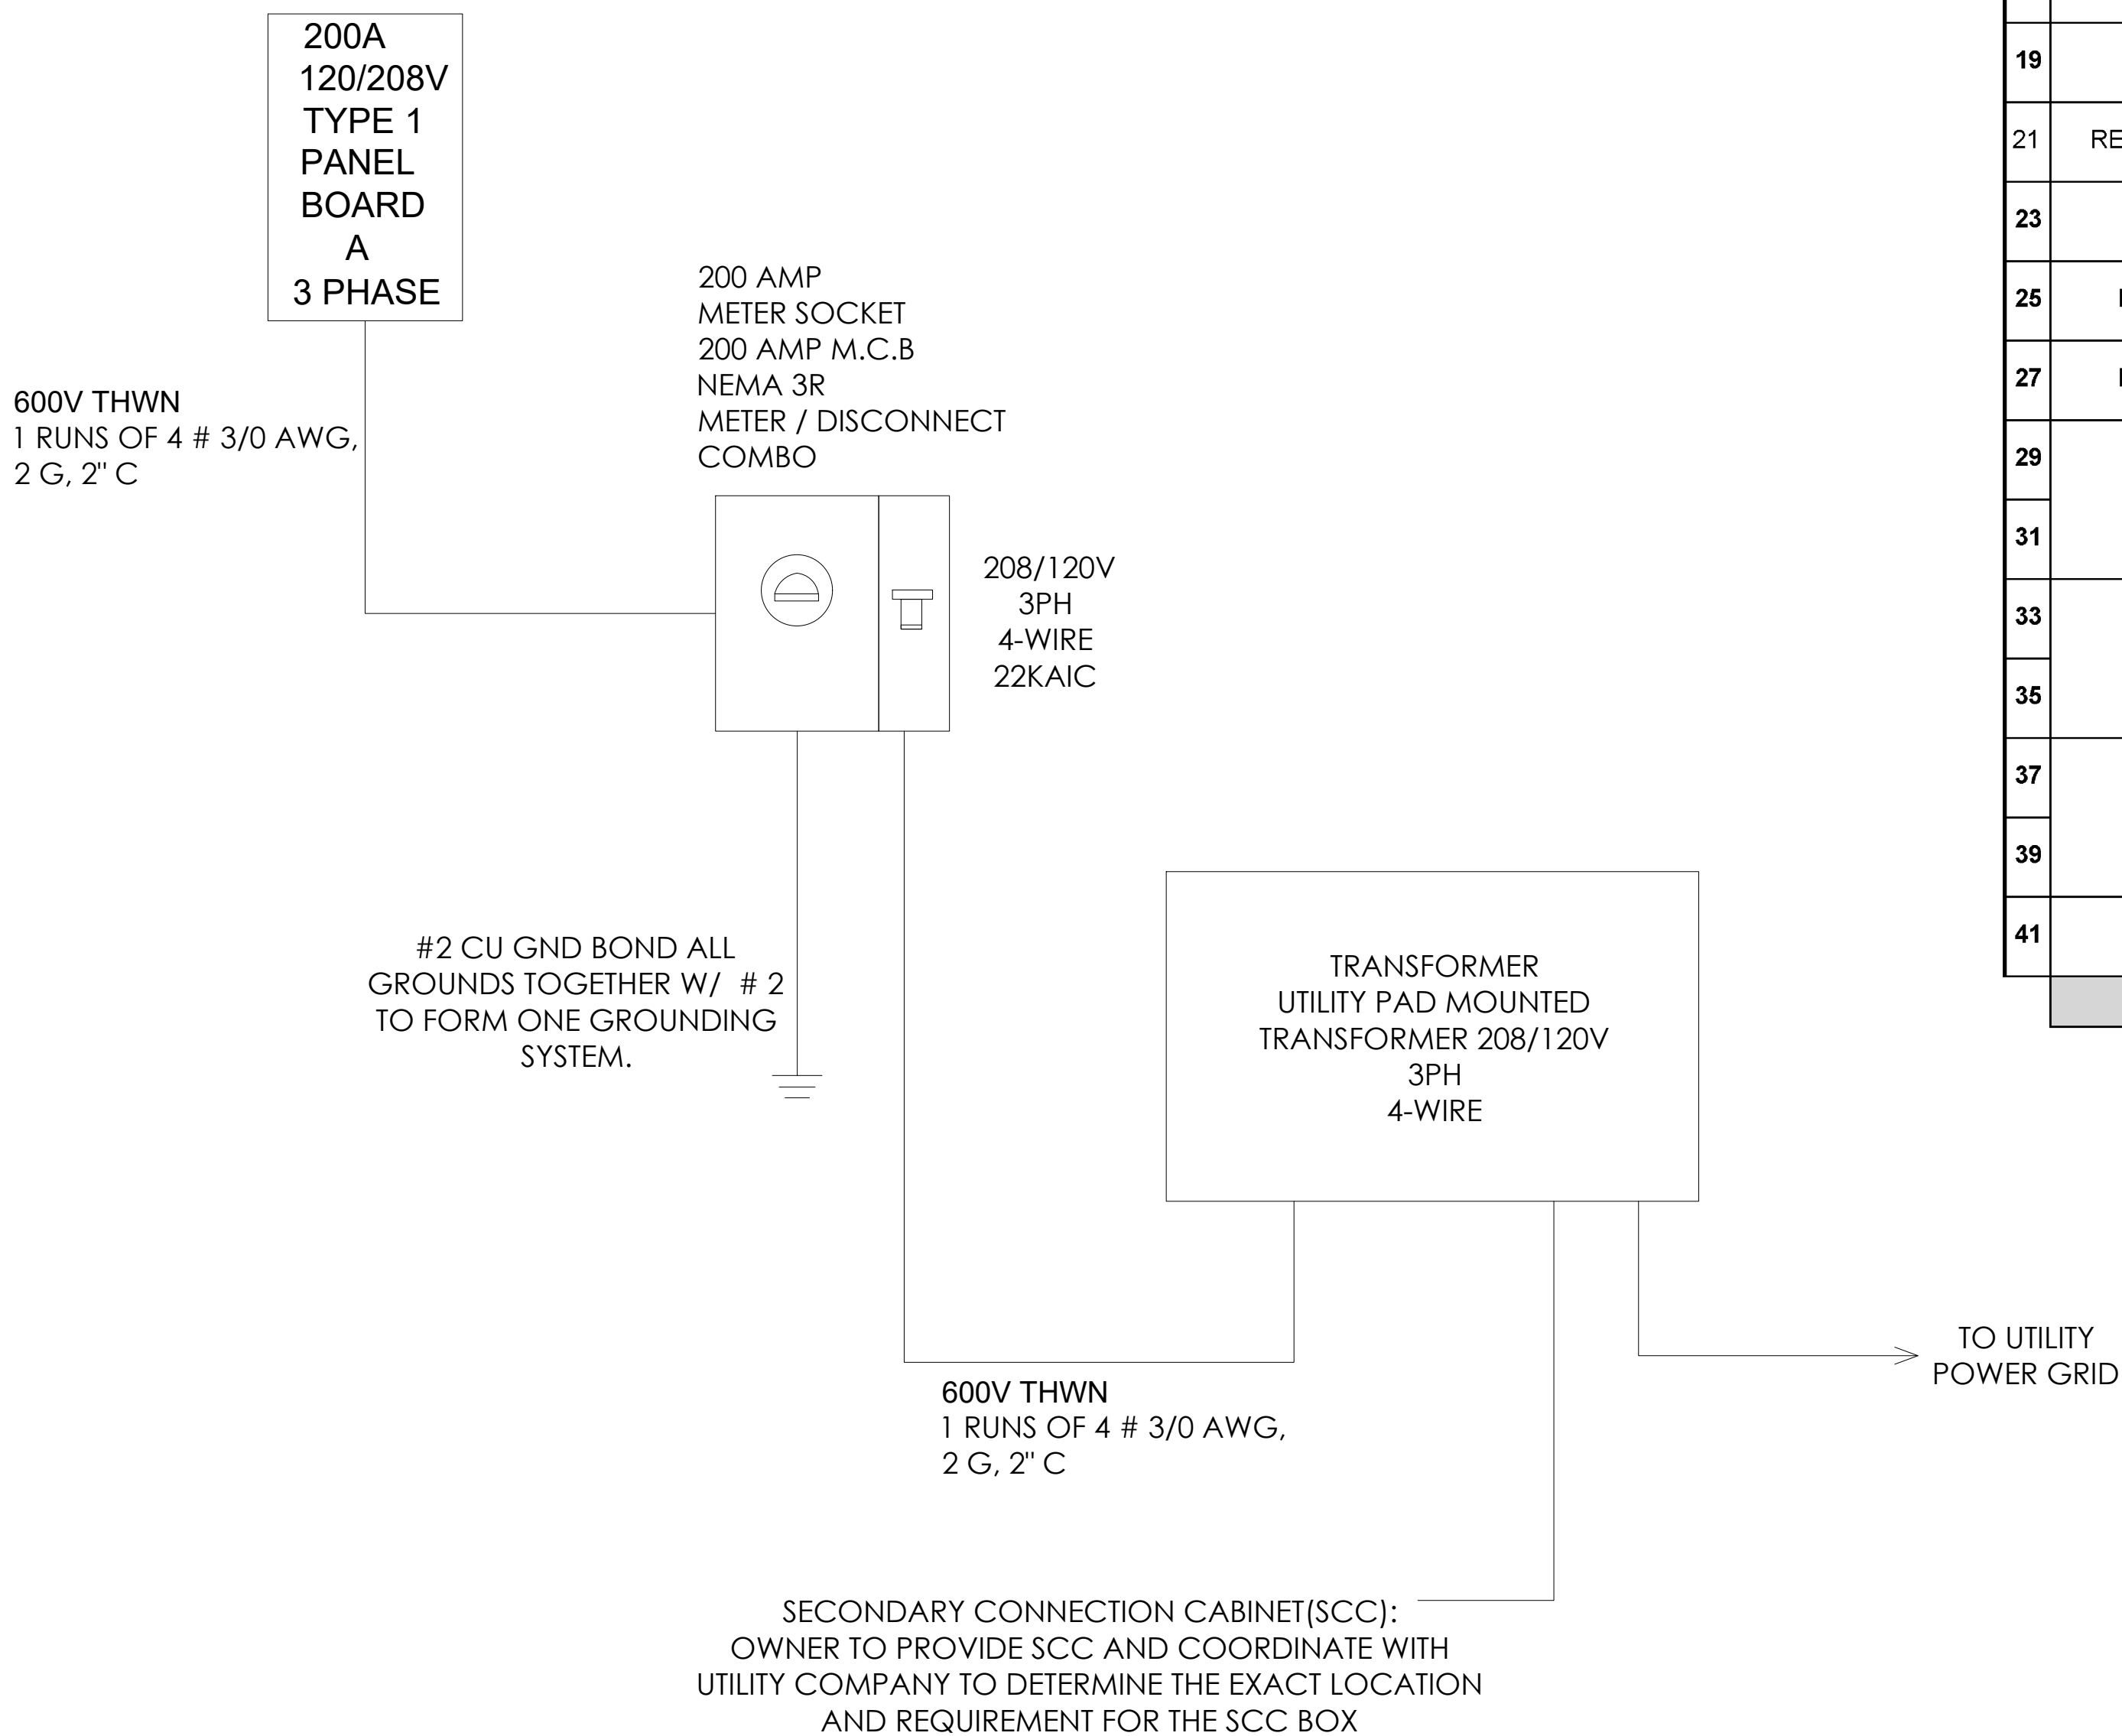 200A
120/208V
TYPE 1
PANEL
BOARD
A
3 PHASE
600V THWN
1 RUNS OF 4 # 3/0 AWG,
2 G, 2" C
200 AMP
METER SOCKET
200 AMP M.C.B
NEMA 3R
METER / DISCONNECT
COMBO
208/120V
3PH
4-WIRE
22KAIC
#2 CU GND BOND ALL
GROUNDS TOGETHER W/ # 2
TO FORM ONE GROUNDING
SYSTEM.
TRANSFORMER
UTILITY PAD MOUNTED
TRANSFORMER 208/120V
3PH
4-WIRE
600V THWN
1 RUNS OF 4 # 3/0 AWG,
2 G, 2" C
TO UTILITY
POWER GRID
SECONDARY CONNECTION CABINET(SCC):
OWNER TO PROVIDE SCC AND COORDINATE WITH
UTILITY COMPANY TO DETERMINE THE EXACT LOCATION
AND REQUIREMENT FOR THE SCC BOX
19
21 RE
23
25
27
29
31
33
35
37
39
41